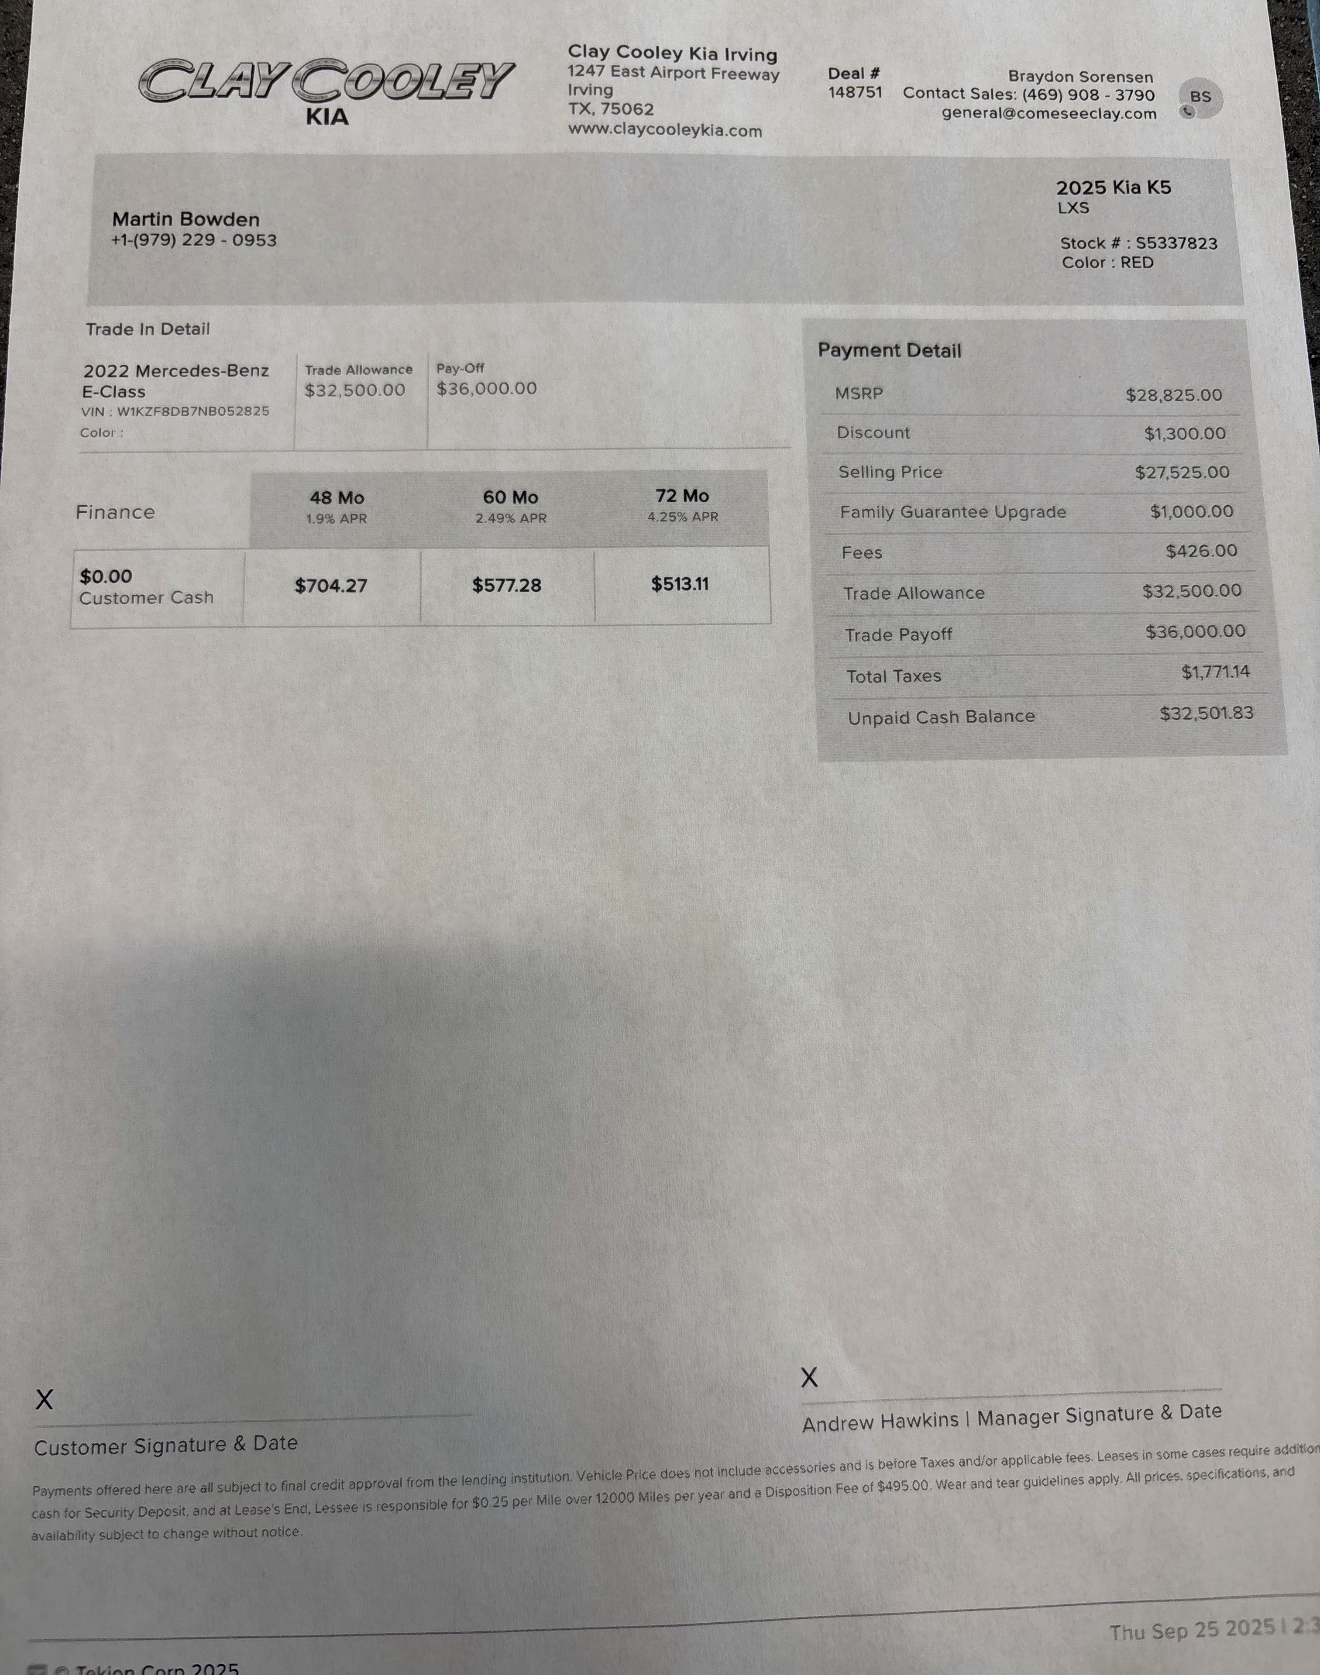 CLAY COOLEY
KIA
Clay Cooley Kia Irving
1247 East Airport Freeway
Irving
TX, 75062
www.claycooleykia.com
Deal #
148751
Braydon Sorensen
Contact Sales: (469) 908 - 3790
general@comeseeclay.com
BS
Martin Bowden
+1-(979) 229 - 0953
2025 Kia K5
LXS
Stock # : S5337823
Color : RED
Trade In Detail
2022 Mercedes-Benz
E-Class
VIN : W1KZF8DB7NB052825
Color :
Trade Allowance
$32,500.00
Pay-Off
$36,000.00
Finance
48 Mo
1.9% APR
60 Mo
2.49% APR
72 Mo
4.25% APR
$0.00
Customer Cash
$704.27
$577.28
$513.11
Payment Detail
MSRP $28,825.00
Discount $1,300.00
Selling Price $27,525.00
Family Guarantee Upgrade $1,000.00
Fees $426.00
Trade Allowance $32,500.00
Trade Payoff $36,000.00
Total Taxes $1,771.14
Unpaid Cash Balance $32,501.83
X
Customer Signature & Date
X
Andrew Hawkins | Manager Signature & Date
Payments offered here are all subject to final credit approval from the lending institution. Vehicle Price does not include accessories and is before Taxes and/or applicable fees. Leases in some cases require addition
cash for Security Deposit, and at Lease's End, Lessee is responsible for $0.25 per Mile over 12000 Miles per year and a Disposition Fee of $495.00. Wear and tear guidelines apply. All prices, specifications, and
availability subject to change without notice.
Thu Sep 25 2025 | 2:3
© Tekion Corp 2025